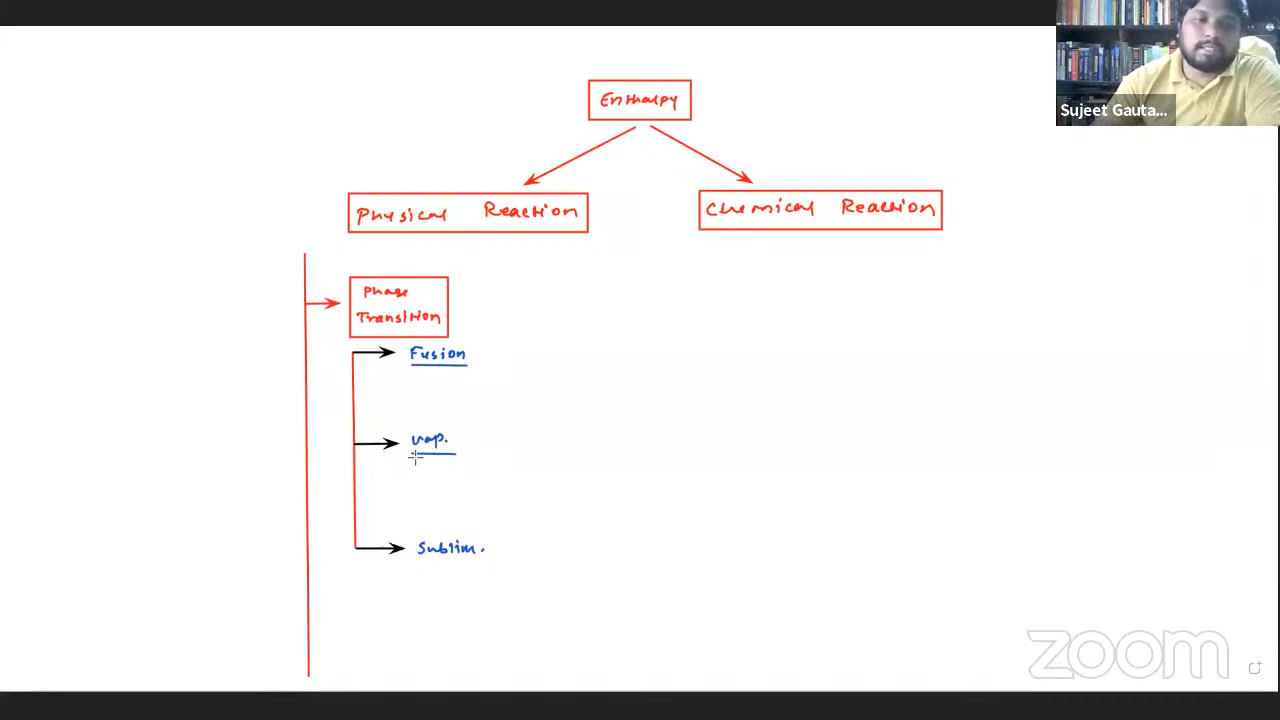 Sujeet Gauta...
Enthalpy
Physical Reaction
Chemical Reaction
Phase
Transition
Fusion
vap.
Sublim.
zoom